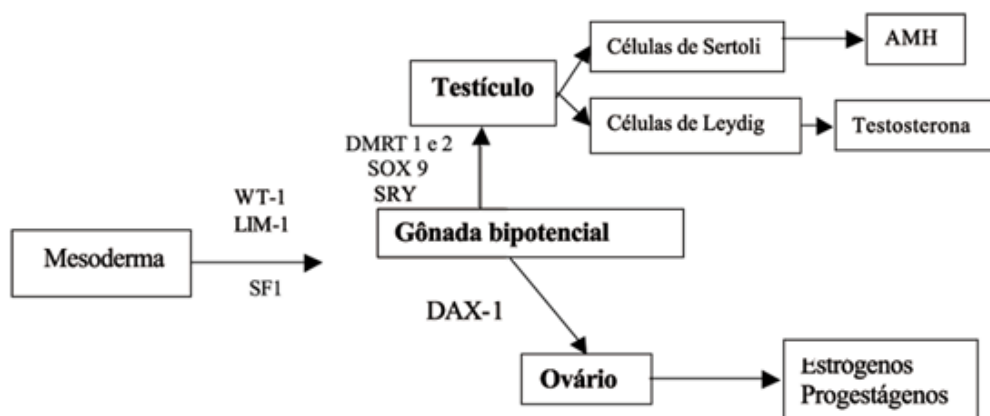 Mesoderma
WT-1
LIM-1
SF1
Gônada bipotencial
DMRT 1 e 2
SOX 9
SRY
Testículo
Células de Sertoli
AMH
Células de Leydig
Testosterona
DAX-1
Ovário
Estrogenos
Progestágenos